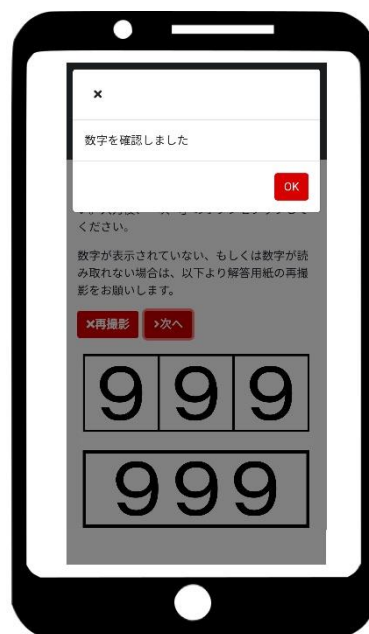 ×
数字を確認しました
OK
ください。
数字が表示されていない、もしくは数字が読
み取れない場合は、以下より解答用紙の再撮
影をお願いします。
×再撮影 >次へ
9 9 9
999